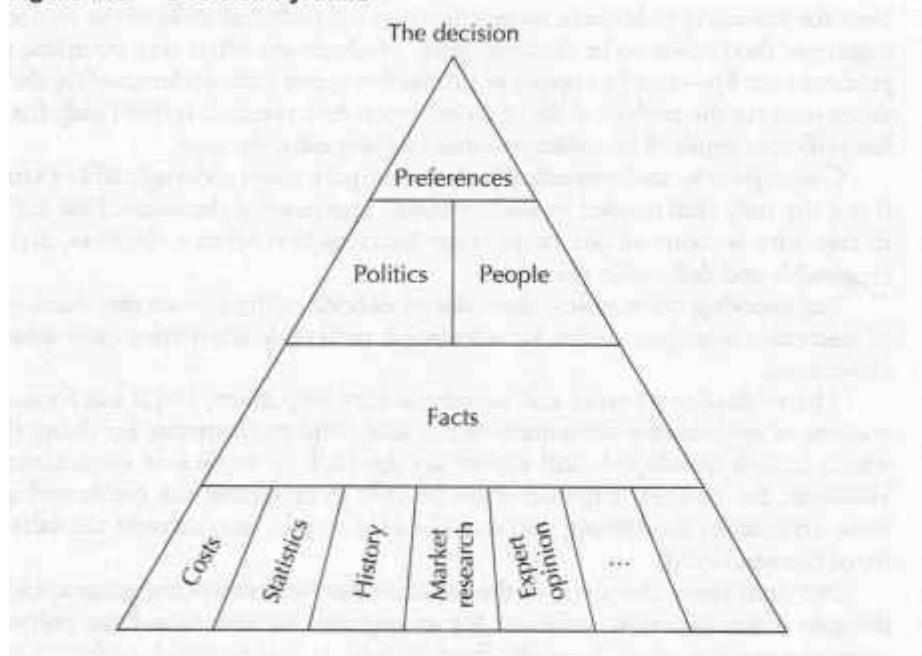 The decision
Preferences
Politics
People
Facts
Costs
Statistics
History
Market
research
Expert
opinion
...